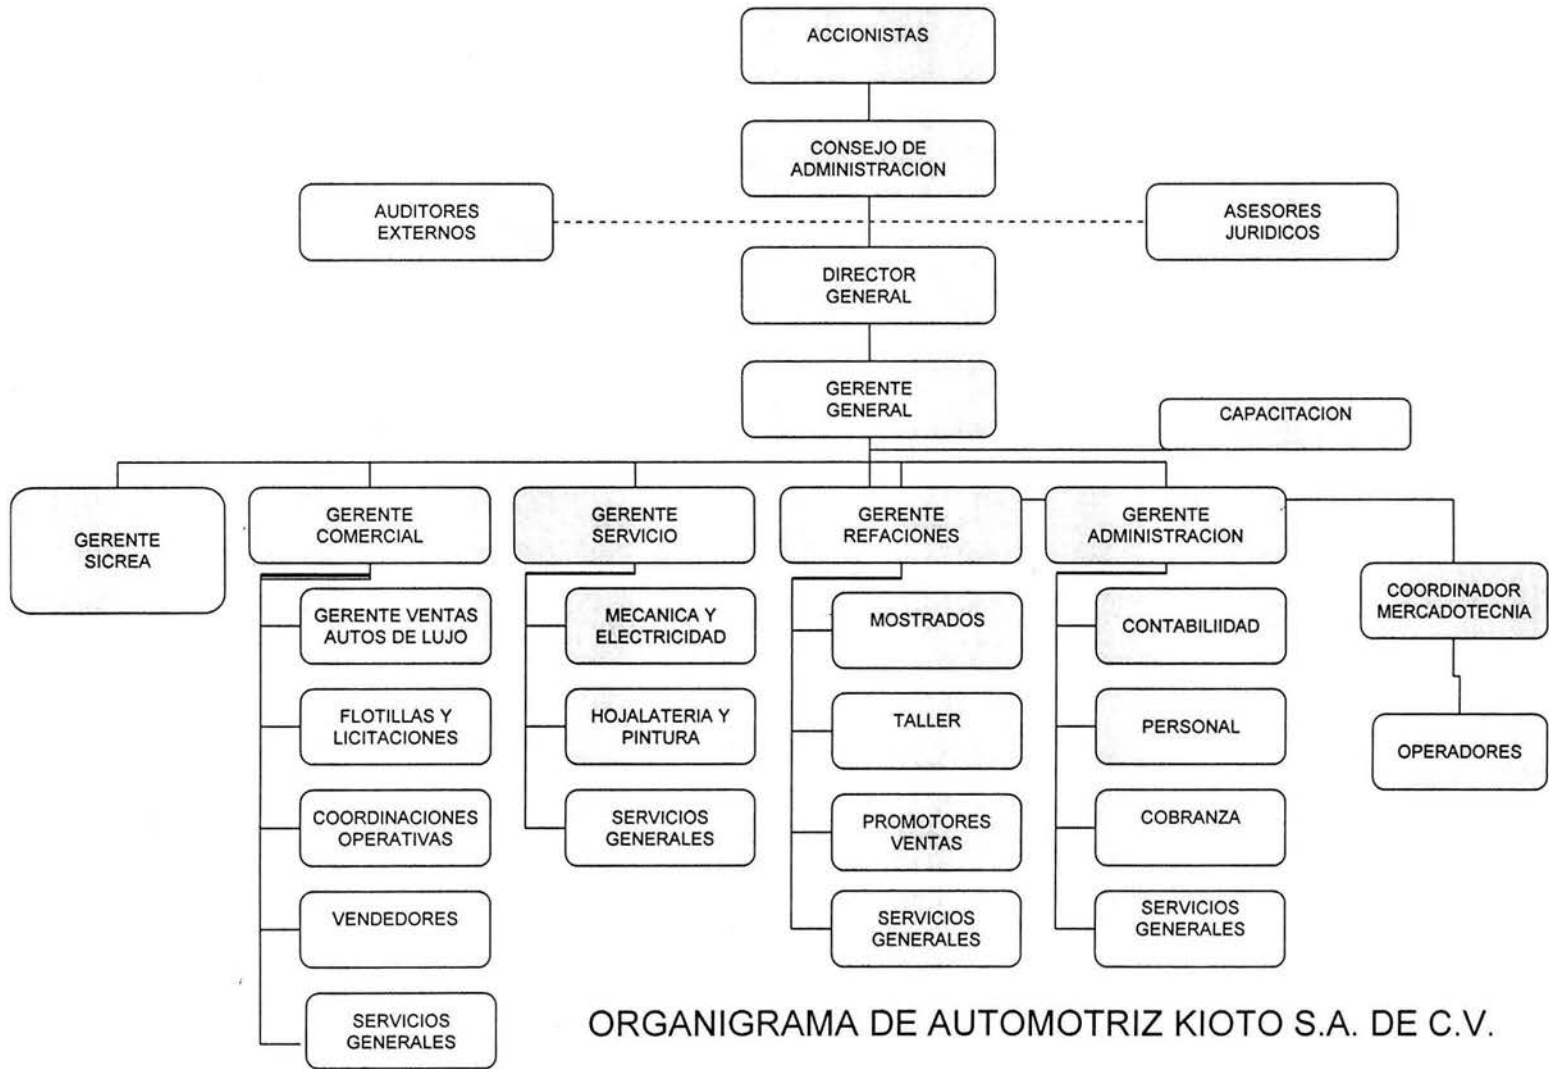 ACCIONISTAS
CONSEJO DE
ADMINISTRACION
AUDITORES
EXTERNOS
ASESORES
JURIDICOS
DIRECTOR
GENERAL
GERENTE
GENERAL
CAPACITACION
GERENTE
SICREA
GERENTE
COMERCIAL
GERENTE
SERVICIO
GERENTE
REFACIONES
GERENTE
ADMINISTRACION
COORDINADOR
MERCADOTECNIA
OPERADORES
GERENTE VENTAS
AUTOS DE LUJO
FLOTILLAS Y
LICITACIONES
COORDINACIONES
OPERATIVAS
VENDEDORES
SERVICIOS
GENERALES
MECANICA Y
ELECTRICIDAD
HOJALATERIA Y
PINTURA
SERVICIOS
GENERALES
MOSTRADOS
TALLER
PROMOTORES
VENTAS
SERVICIOS
GENERALES
CONTABILIIDAD
PERSONAL
COBRANZA
SERVICIOS
GENERALES
ORGANIGRAMA DE AUTOMOTRIZ KIOTO S.A. DE C.V.